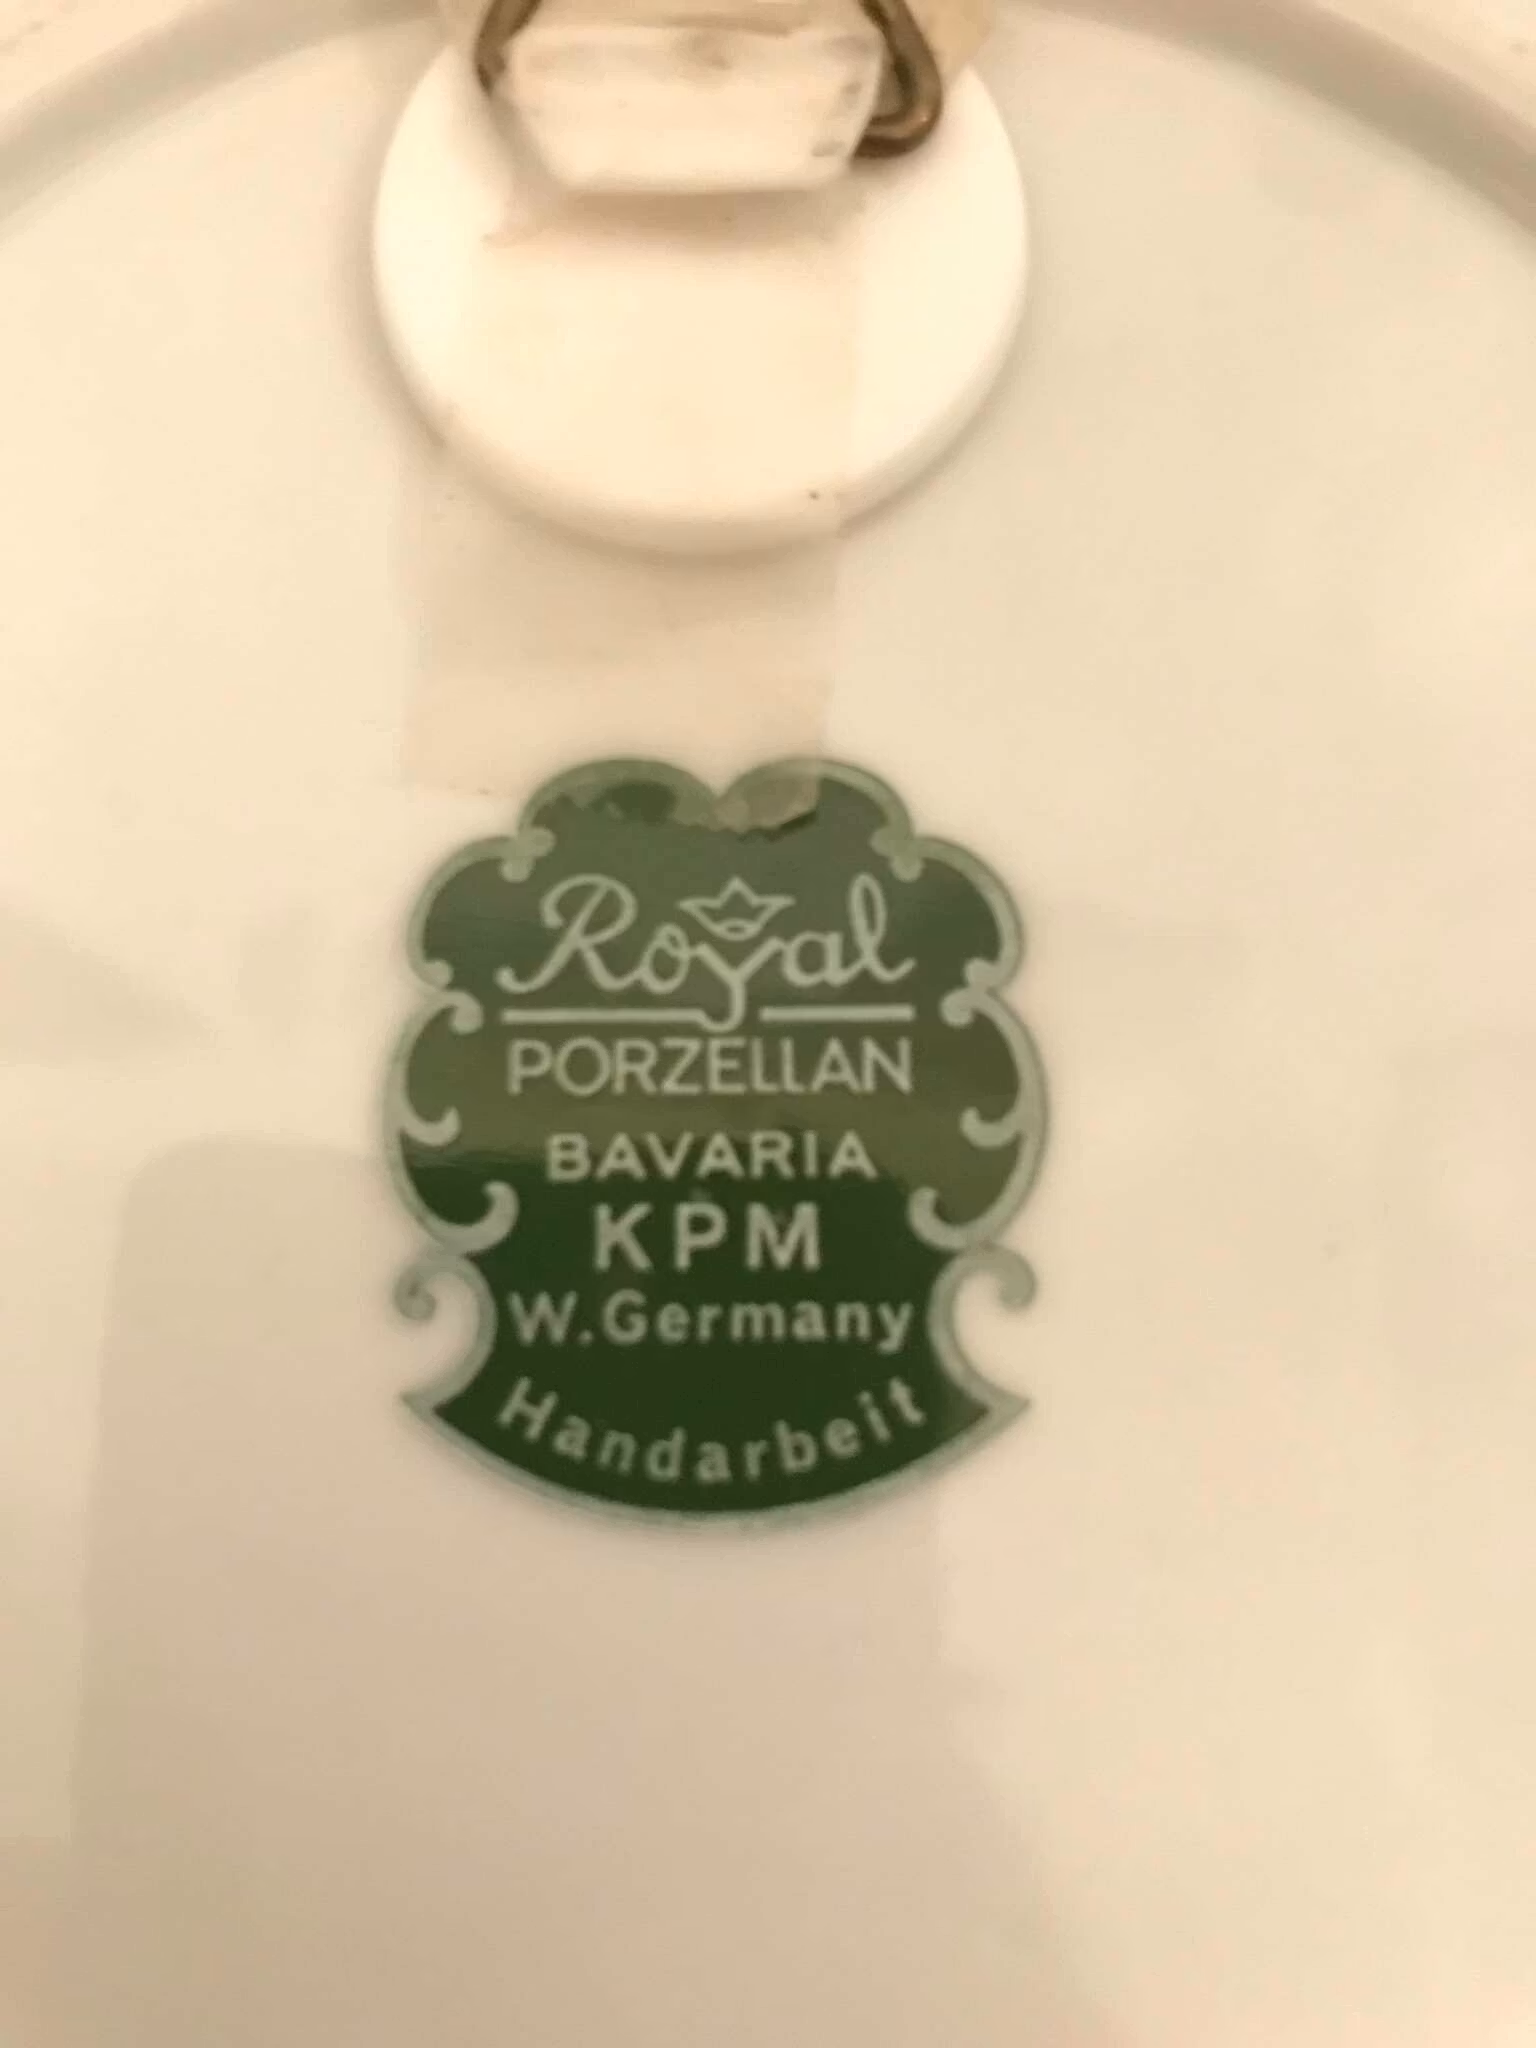 Royal
PORZELLAN
BAVARIA
KPM
W.Germany
Handarbeit